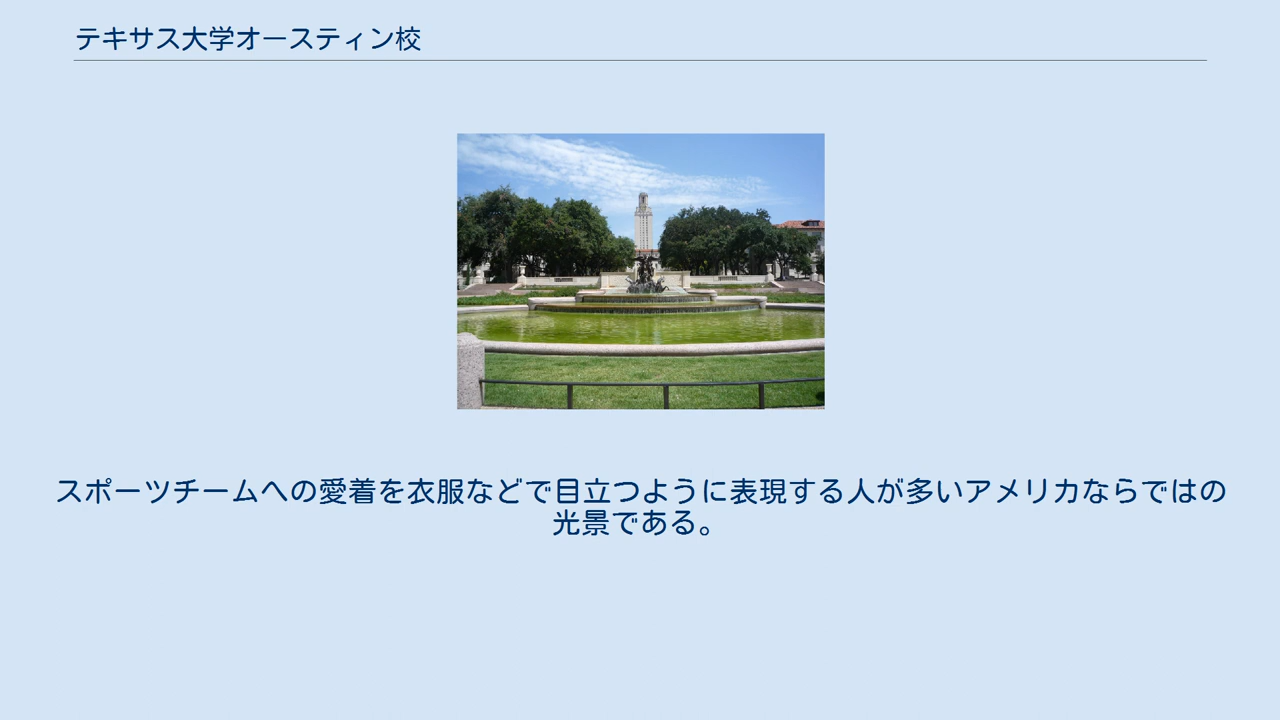 テキサス大学オースティン校
スポーツチームへの愛着を衣服などで目立つように表現する人が多いアメリカならではの
光景である。